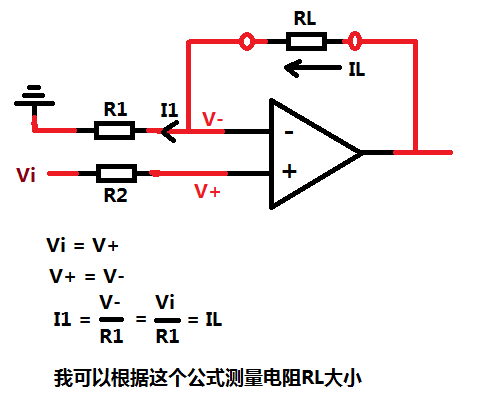 RL
IL
R1
I1
V-
-
Vi
R2
+
V+
Vi = V+
V+ = V-
I1 = V-/R1 = Vi/R1 = IL
我可以根据这个公式测量电阻RL大小